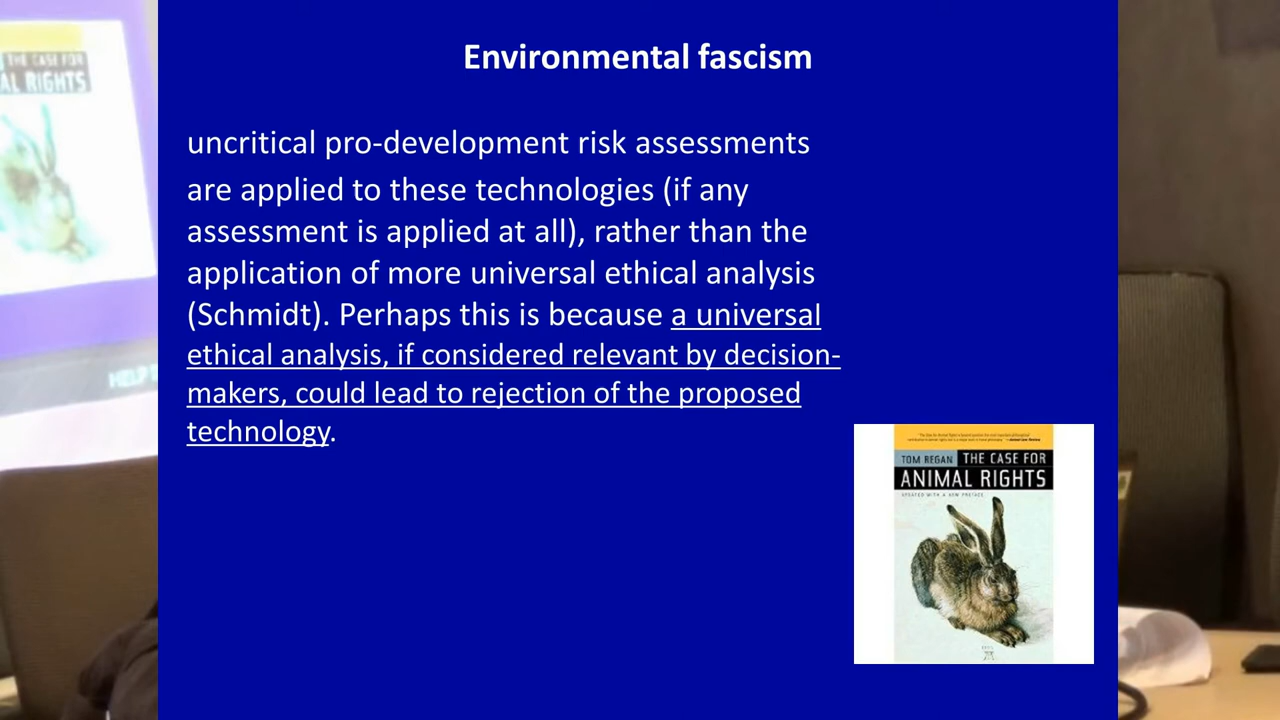 THE CASE FOR
AL RIGHTS
HELP
Environmental fascism
uncritical pro-development risk assessments
are applied to these technologies (if any
assessment is applied at all), rather than the
application of more universal ethical analysis
(Schmidt). Perhaps this is because a universal
ethical analysis, if considered relevant by decision-
makers, could lead to rejection of the proposed
technology.
TOM REGAN THE CASE FOR
ANIMAL RIGHTS
UPDATED WITH A NEW PREFACE